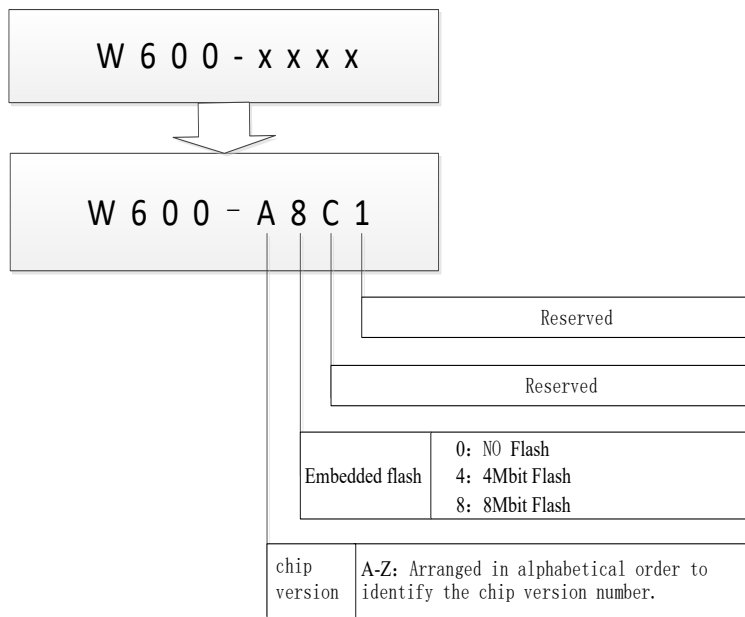 W600-xxxx
W600-A8C1
Reserved
Reserved
Embedded flash
0: NO Flash
4: 4Mbit Flash
8: 8Mbit Flash
chip
version
A-Z: Arranged in alphabetical order to
identify the chip version number.